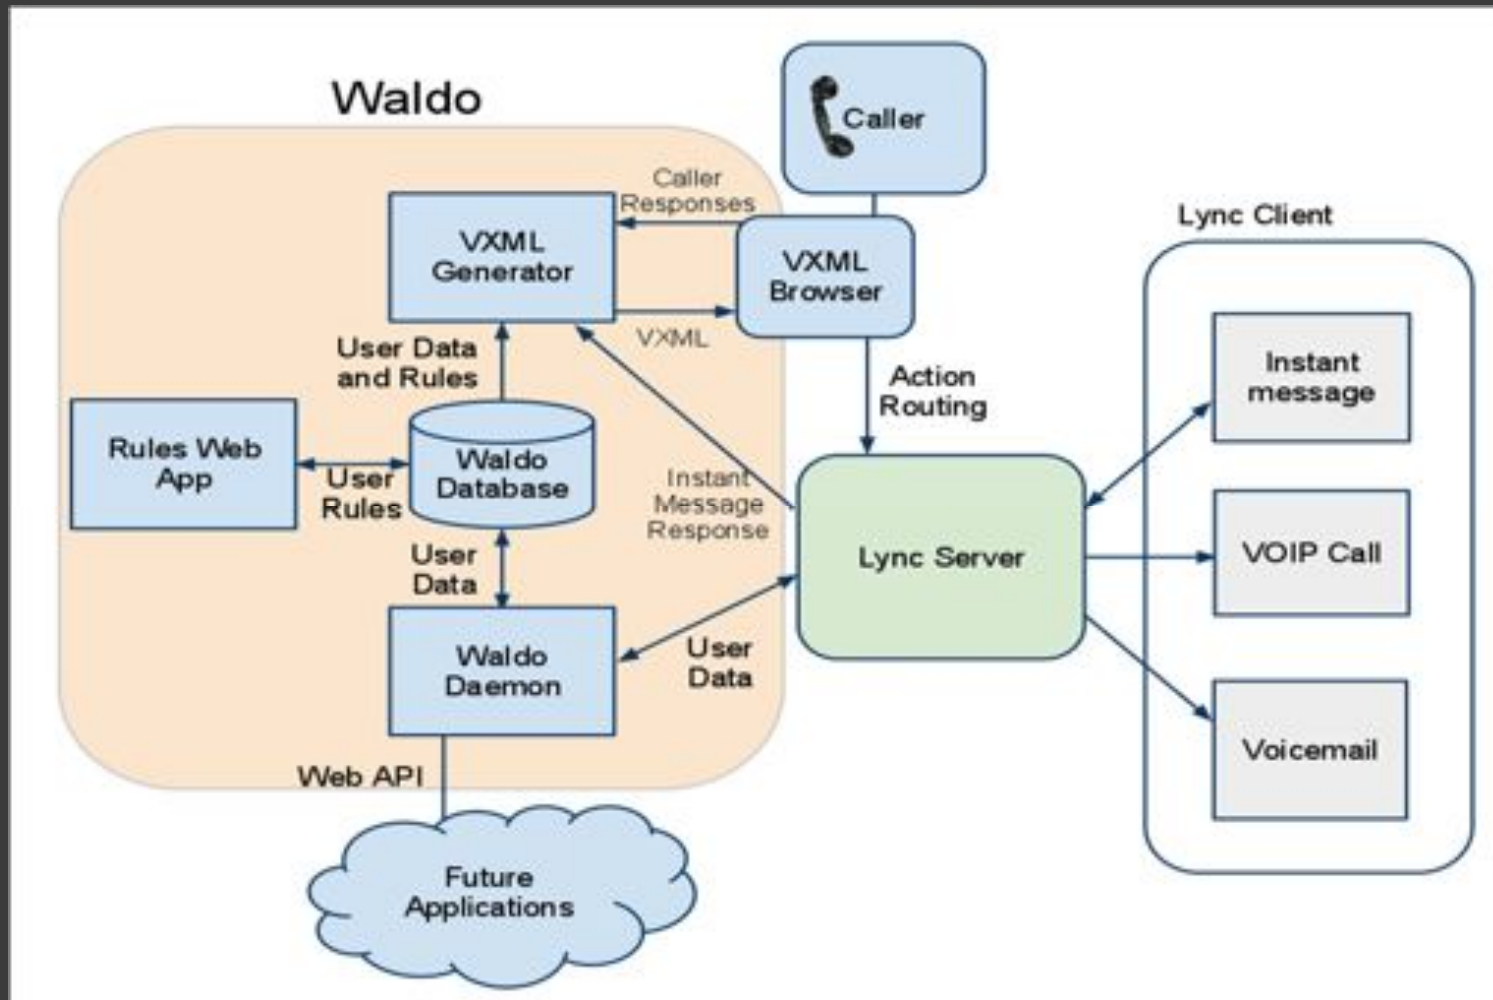 Waldo
Caller
Caller
Responses
VXML
Generator
VXML
Browser
VXML
User Data
and Rules
Action
Routing
Rules Web
App
User
Rules
Waldo
Database
Instant
Message
Response
User
Data
Waldo
Daemon
User
Data
Lync Server
Web API
Future
Applications
Lync Client
Instant
message
VOIP Call
Voicemail